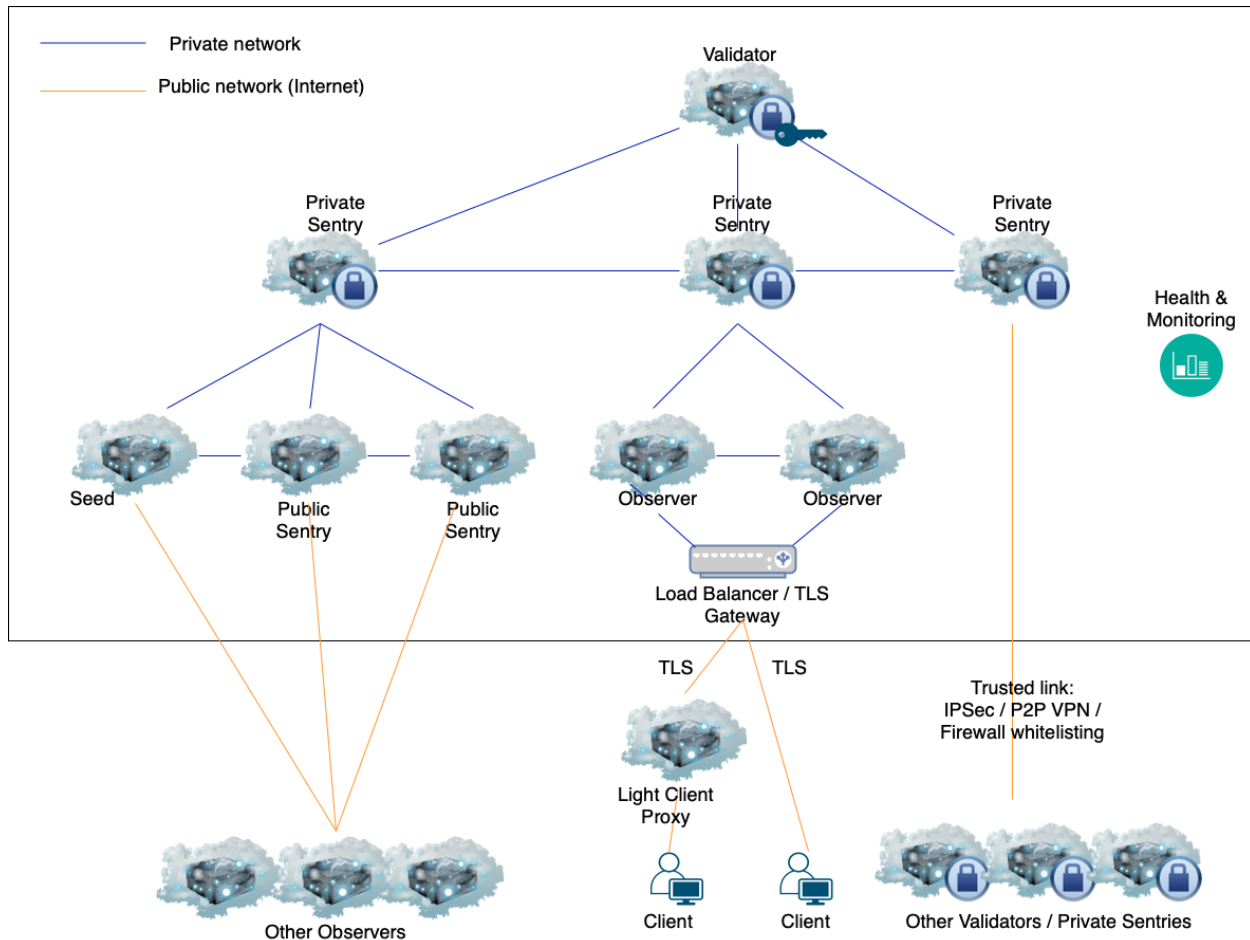 Private network
Public network (Internet)
Validator
Private
Sentry
Private
Sentry
Private
Sentry
Health &
Monitoring
Seed
Public
Sentry
Public
Sentry
Observer
Observer
Load Balancer / TLS
Gateway
TLS
TLS
Trusted link:
IPSec / P2P VPN /
Firewall whitelisting
Light Client
Proxy
Client
Client
Other Observers
Other Validators / Private Sentries